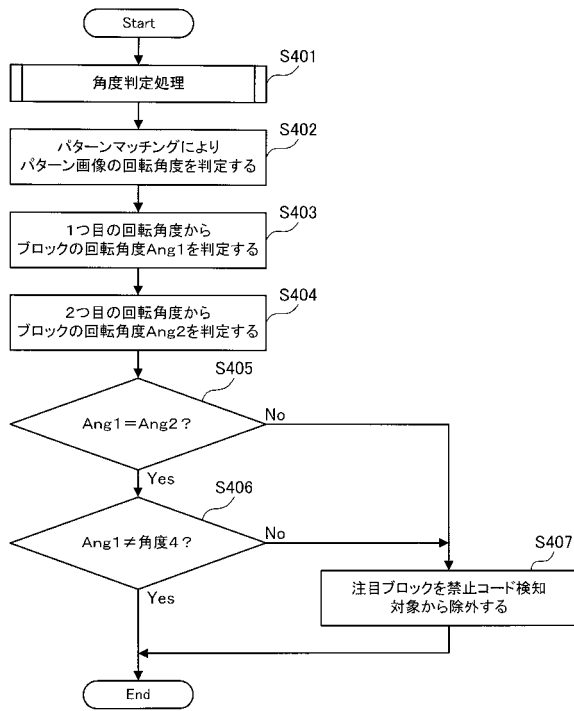 Start
S401
角度判定処理
S402
パターンマッチングにより
パターン画像の回転角度を判定する
S403
1つ目の回転角度から
ブロックの回転角度Ang1を判定する
S404
2つ目の回転角度から
ブロックの回転角度Ang2を判定する
S405
Ang1=Ang2?
No
Yes
S406
Ang1≠角度4?
No
Yes
S407
注目ブロックを禁止コード検知
対象から除外する
End